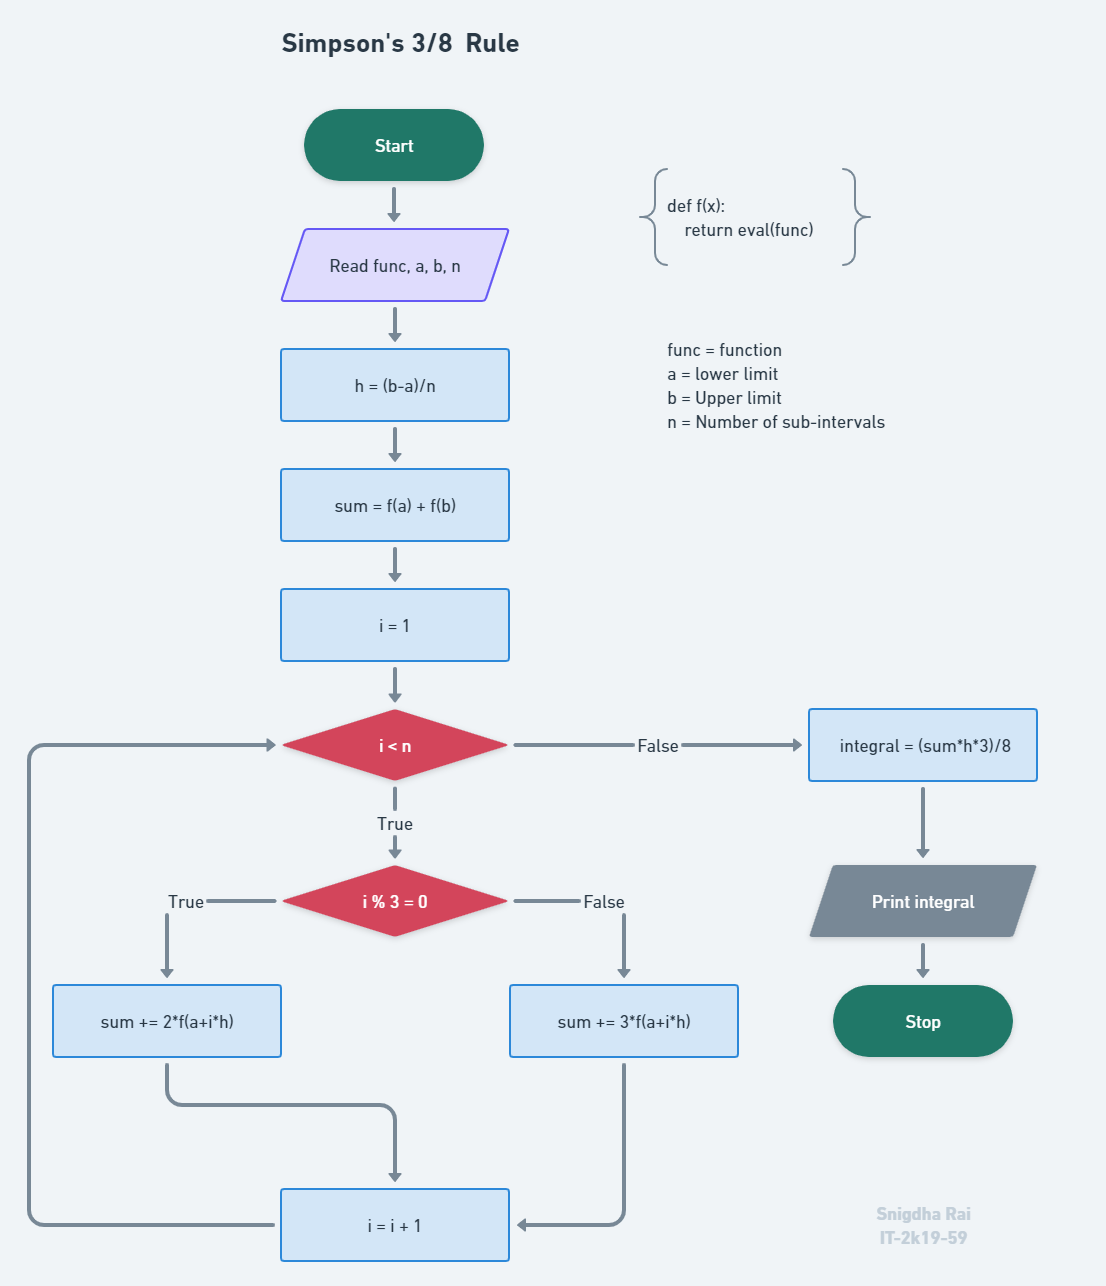 Simpson's 3/8  Rule
Start
def f(x):
return eval(func)
Read func, a, b, n
func = function
a = lower limit
b = Upper limit
n = Number of sub-intervals
h = (b-a)/n
sum = f(a) + f(b)
i = 1
i < n
False
integral = (sum*h*3)/8
True
i % 3 = 0
True
False
Print integral
sum += 2*f(a+i*h)
sum += 3*f(a+i*h)
Stop
i = i + 1
Snigdha Rai
IT-2k19-59